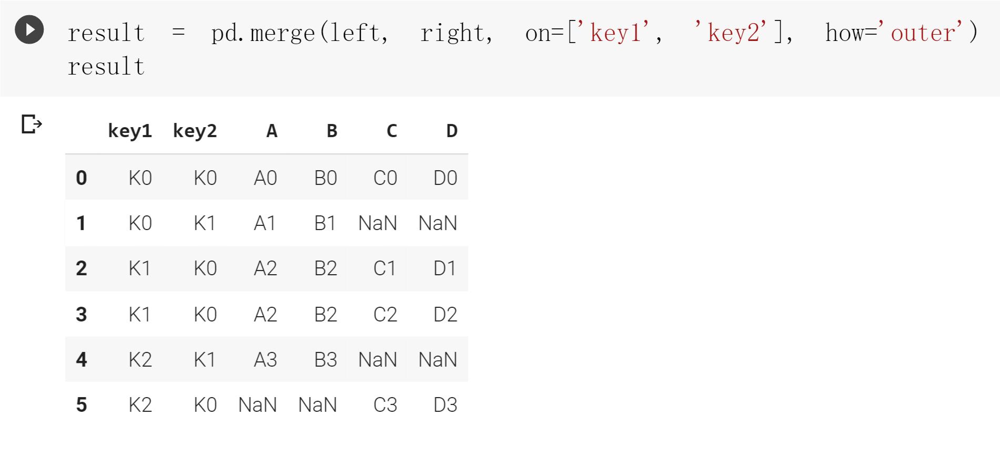 result = pd.merge(left, right, on=['key1', 'key2'], how='outer')
result
key1 key2 A B C D
0 K0 K0 A0 B0 C0 D0
1 K0 K1 A1 B1 NaN NaN
2 K1 K0 A2 B2 C1 D1
3 K1 K0 A2 B2 C2 D2
4 K2 K1 A3 B3 NaN NaN
5 K2 K0 NaN NaN C3 D3